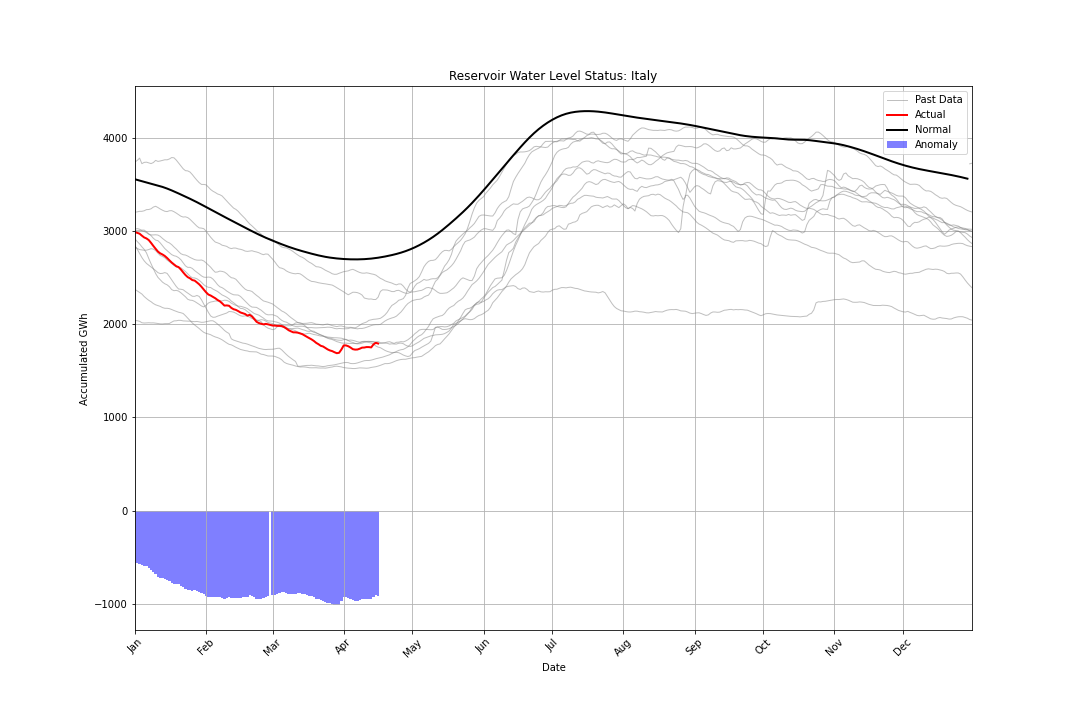 Reservoir Water Level Status: Italy
Past Data
Actual
Normal
Anomaly
Accumulated GWh
4000
3000
2000
1000
0
−1000
Jan
Feb
Mar
Apr
May
Jun
Jul
Aug
Sep
Oct
Nov
Dec
Date